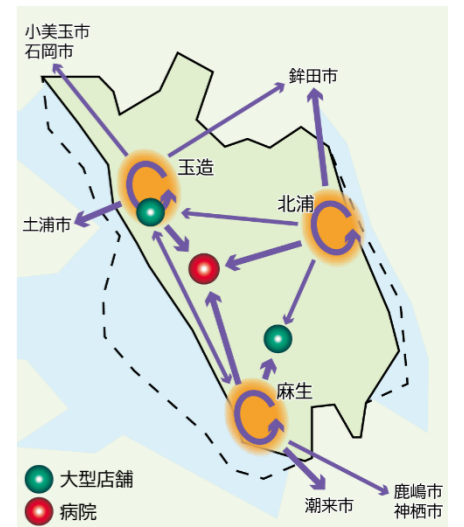 小美玉市
石岡市
鉾田市
玉造
北浦
土浦市
麻生
大型店舗
病院
潮来市
鹿嶋市
神栖市